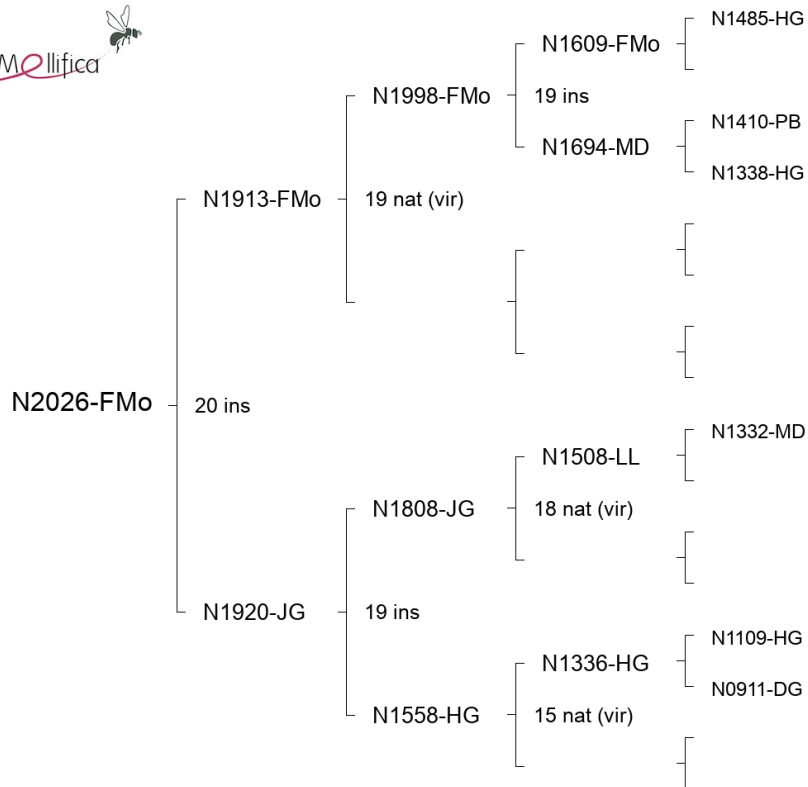 Mellifica
N1485-HG
N1609-FMo
N1998-FMo
19 ins
N1410-PB
N1694-MD
N1338-HG
N1913-FMo
19 nat (vir)
N2026-FMo
20 ins
N1332-MD
N1508-LL
N1808-JG
18 nat (vir)
N1920-JG
19 ins
N1109-HG
N1336-HG
N0911-DG
N1558-HG
15 nat (vir)